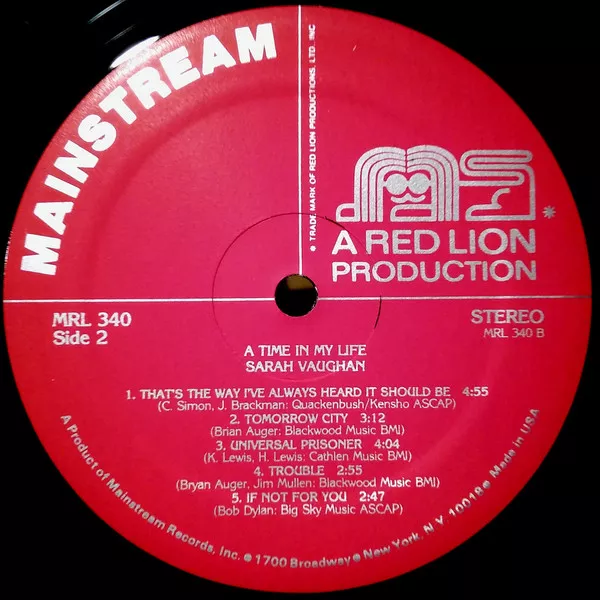 MAINSTREAM
* TRADE MARK OF RED LION PRODUCTIONS, LTD., INC
A RED LION
PRODUCTION
MRL 340
Side 2
STEREO
MRL 340 B
A TIME IN MY LIFE
SARAH VAUGHAN
1. THAT'S THE WAY I'VE ALWAYS HEARD IT SHOULD BE 4:55
(C. Simon, J. Brackman: Quackenbush/Kensho ASCAP)
2. TOMORROW CITY 3:12
(Brian Auger: Blackwood Music BMI)
3. UNIVERSAL PRISONER 4:04
(K. Lewis, H. Lewis: Cathlen Music BMI)
4. TROUBLE 2:55
(Bryan Auger, Jim Mullen: Blackwood Music BMI)
5. IF NOT FOR YOU 2:47
(Bob Dylan: Big Sky Music ASCAP)
A Product of Mainstream Records, Inc. ● 1700 Broadway ● New York, N.Y. 10018 ● Made in USA